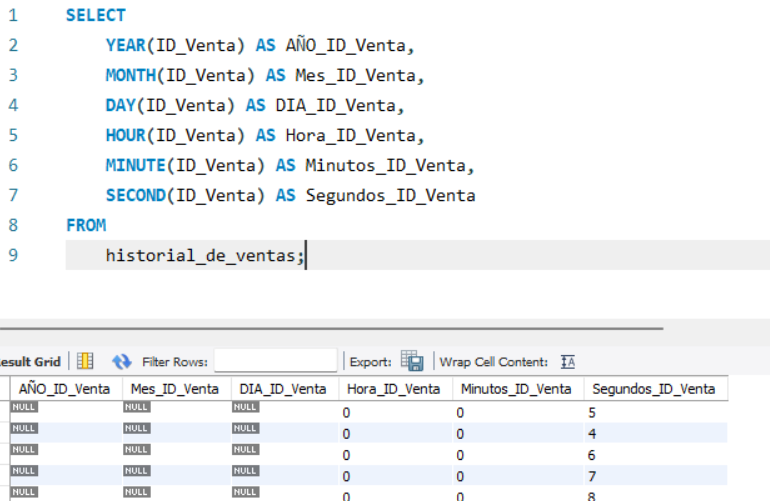 1 SELECT
2 YEAR(ID_Venta) AS AÑO_ID_Venta,
3 MONTH(ID_Venta) AS Mes_ID_Venta,
4 DAY(ID_Venta) AS DIA_ID_Venta,
5 HOUR(ID_Venta) AS Hora_ID_Venta,
6 MINUTE(ID_Venta) AS Minutos_ID_Venta,
7 SECOND(ID_Venta) AS Segundos_ID_Venta
8 FROM
9 historial_de_ventas;
esult Grid Filter Rows: Export: Wrap Cell Content: IA
AÑO_ID_Venta Mes_ID_Venta DIA_ID_Venta Hora_ID_Venta Minutos_ID_Venta Segundos_ID_Venta
NULL NULL NULL 0 0 5
NULL NULL NULL 0 0 4
NULL NULL NULL 0 0 6
NULL NULL NULL 0 0 7
NULL NULL NULL 0 0 8